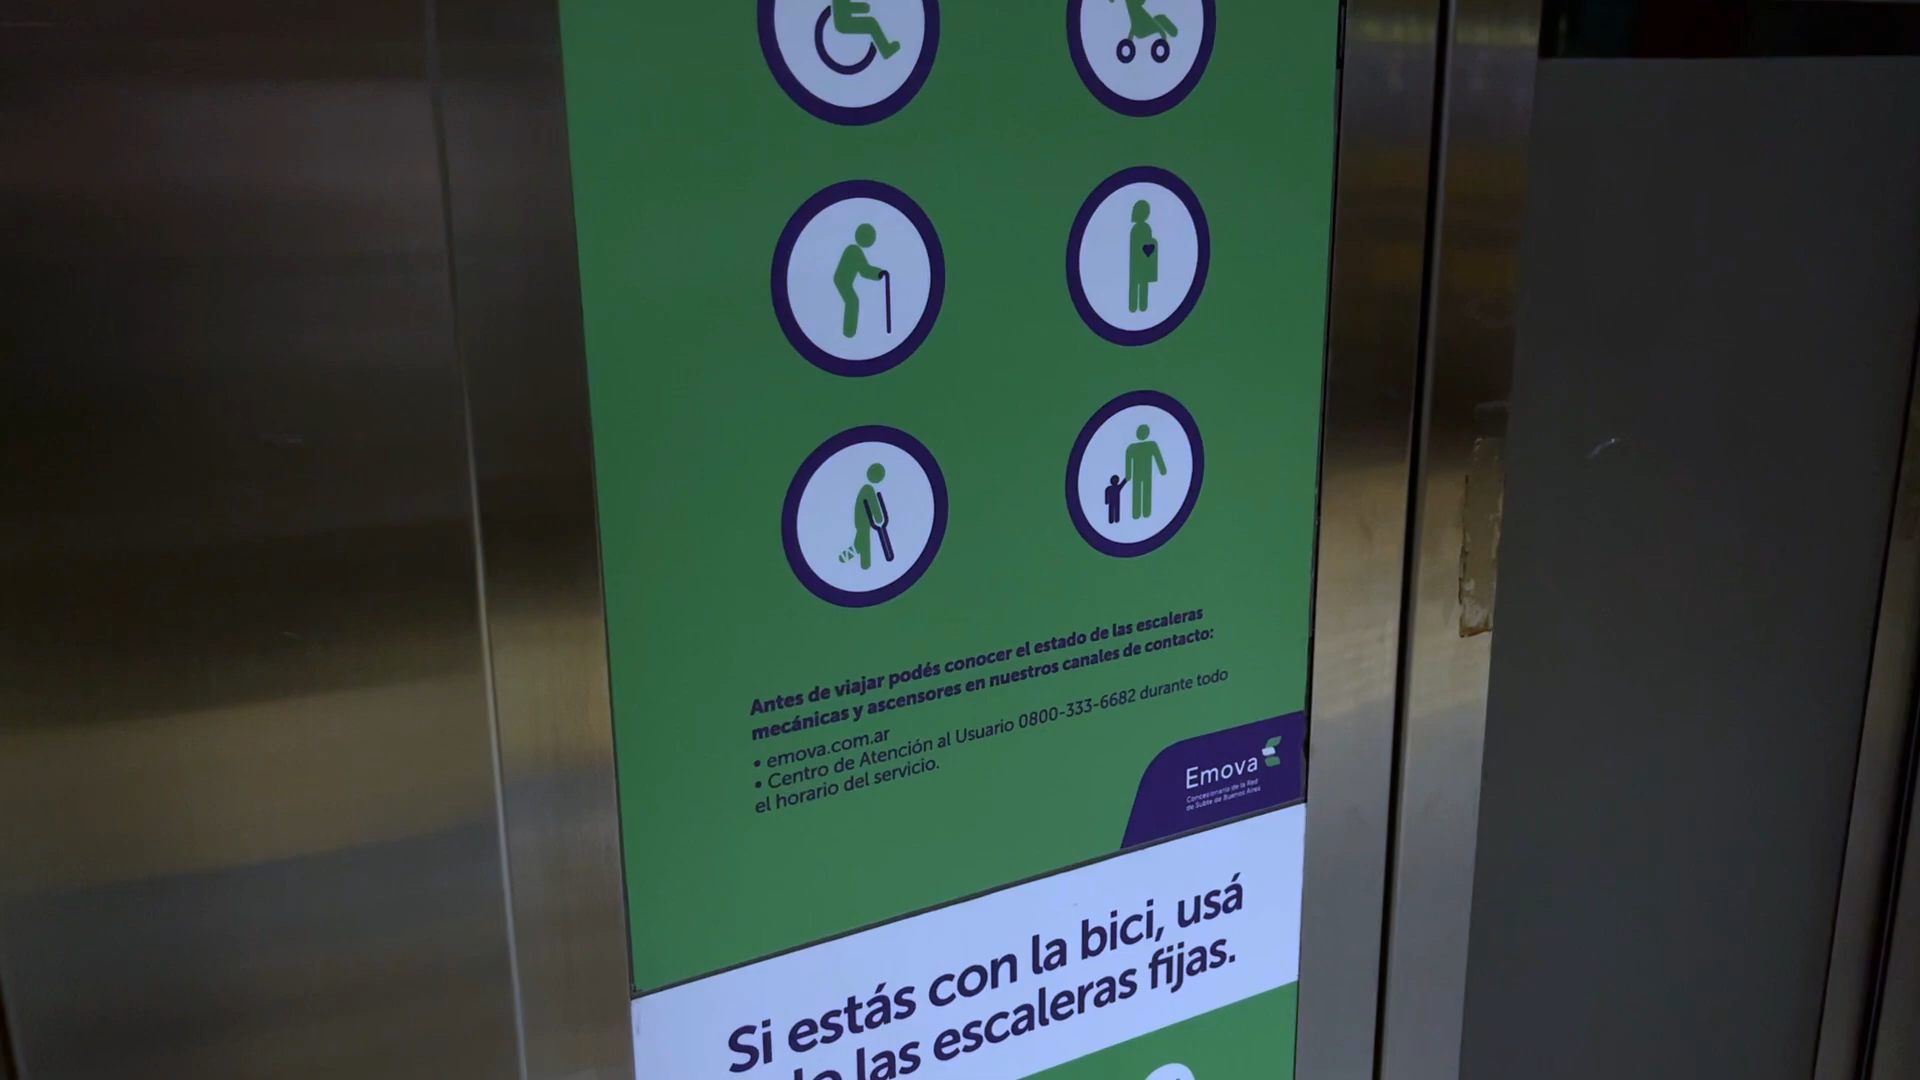 Antes de viajar podés conocer el estado de las escaleras
mecánicas y ascensores en nuestros canales de contacto:
• emova.com.ar
• Centro de Atención al Usuario 0800-333-6682 durante todo
el horario del servicio.
Emova
Concesionario de la Red
de Subte de Buenos Aires
Si estás con la bici, usá
las escaleras fijas.